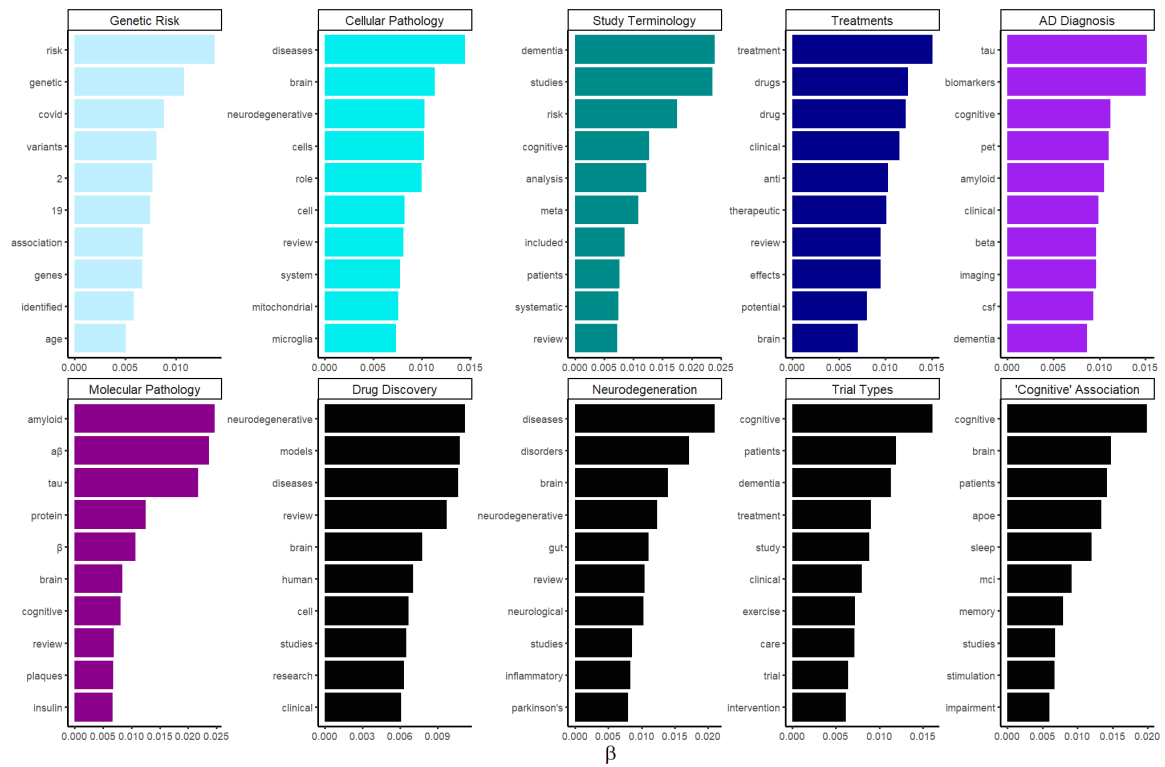 Genetic Risk
risk
genetic
covid
variants
2
19
association
genes
identified
age
0.000 0.005 0.010
Cellular Pathology
diseases
brain
neurodegenerative
cells
role
cell
review
system
mitochondrial
microglia
0.000 0.005 0.010 0.015
Study Terminology
dementia
studies
risk
cognitive
analysis
meta
included
patients
systematic
review
0.000 0.005 0.010 0.015 0.020 0.025
Treatments
treatment
drugs
drug
clinical
anti
therapeutic
review
effects
potential
brain
0.000 0.005 0.010 0.015
AD Diagnosis
tau
biomarkers
cognitive
pet
amyloid
clinical
beta
imaging
csf
dementia
0.000 0.005 0.010 0.015
Molecular Pathology
amyloid
aβ
tau
protein
β
brain
cognitive
review
plaques
insulin
0.000 0.005 0.010 0.015 0.020 0.025
Drug Discovery
neurodegenerative
models
diseases
review
brain
human
cell
studies
research
clinical
0.000 0.003 0.006 0.009
Neurodegeneration
diseases
disorders
brain
neurodegenerative
gut
review
neurological
studies
inflammatory
parkinson's
0.000 0.005 0.010 0.015 0.020
Trial Types
cognitive
patients
dementia
treatment
study
clinical
exercise
care
trial
intervention
0.000 0.005 0.010 0.015
'Cognitive' Association
cognitive
brain
patients
apoe
sleep
mci
memory
studies
stimulation
impairment
0.000 0.005 0.010 0.015 0.020
β